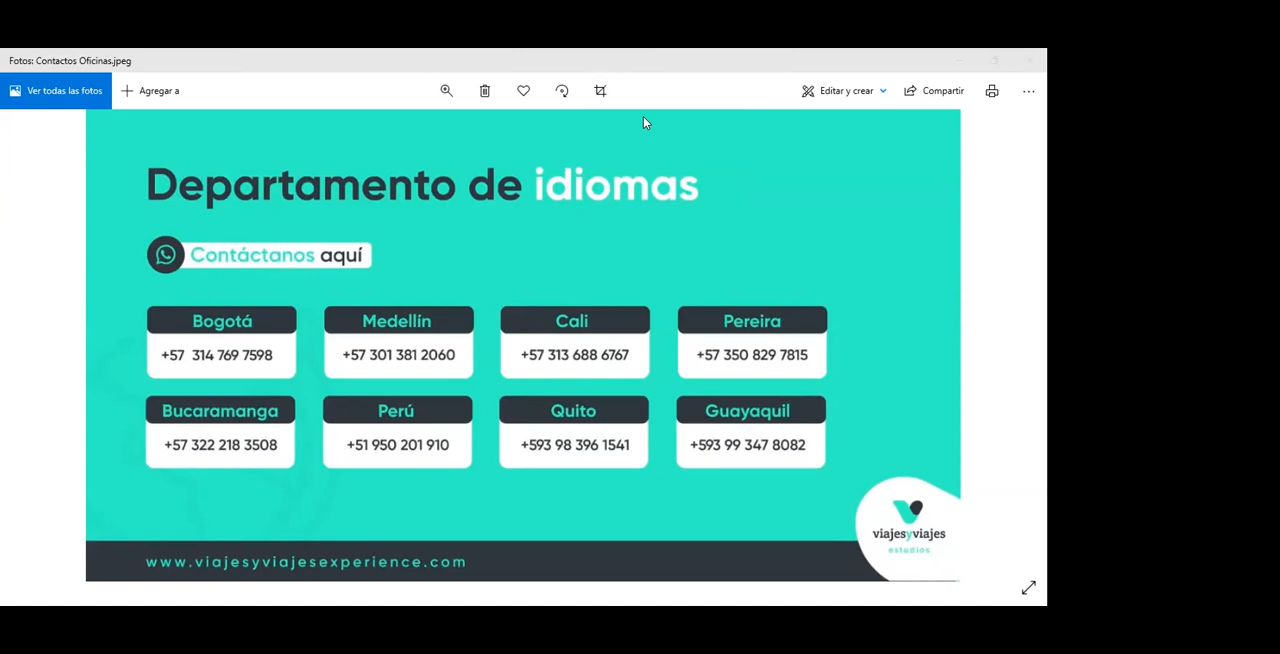 Fotos: Contactos Oficinas.jpeg
Ver todas las fotos
Agregar a
Editar y crear
Compartir
Departamento de idiomas
Contáctanos aquí
Bogotá
+57 314 769 7598
Medellín
+57 301 381 2060
Cali
+57 313 688 6767
Pereira
+57 350 829 7815
Bucaramanga
+57 322 218 3508
Perú
+51 950 201 910
Quito
+593 98 396 1541
Guayaquil
+593 99 347 8082
viajesyviajes
estudios
www.viajesyviajesexperience.com